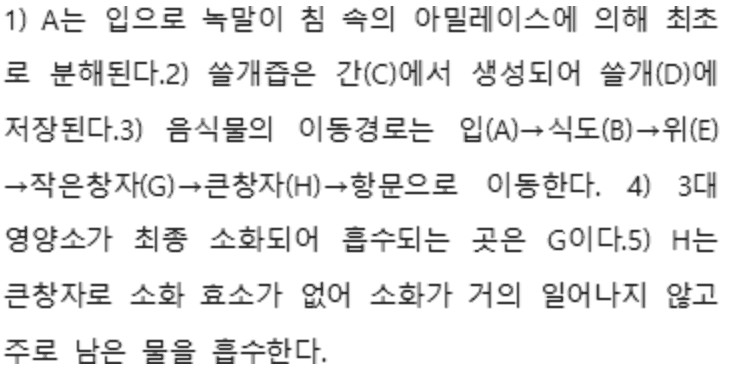 1) A는 입으로 녹말이 침 속의 아밀레이스에 의해 최초
로 분해된다.2) 쓸개즙은 간(C)에서 생성되어 쓸개(D)에
저장된다.3) 음식물의 이동경로는 입(A)→식도(B)→위(E)
→작은창자(G)→큰창자(H)→항문으로 이동한다. 4) 3대
영양소가 최종 소화되어 흡수되는 곳은 G이다.5) H는
큰창자로 소화 효소가 없어 소화가 거의 일어나지 않고
주로 남은 물을 흡수한다.